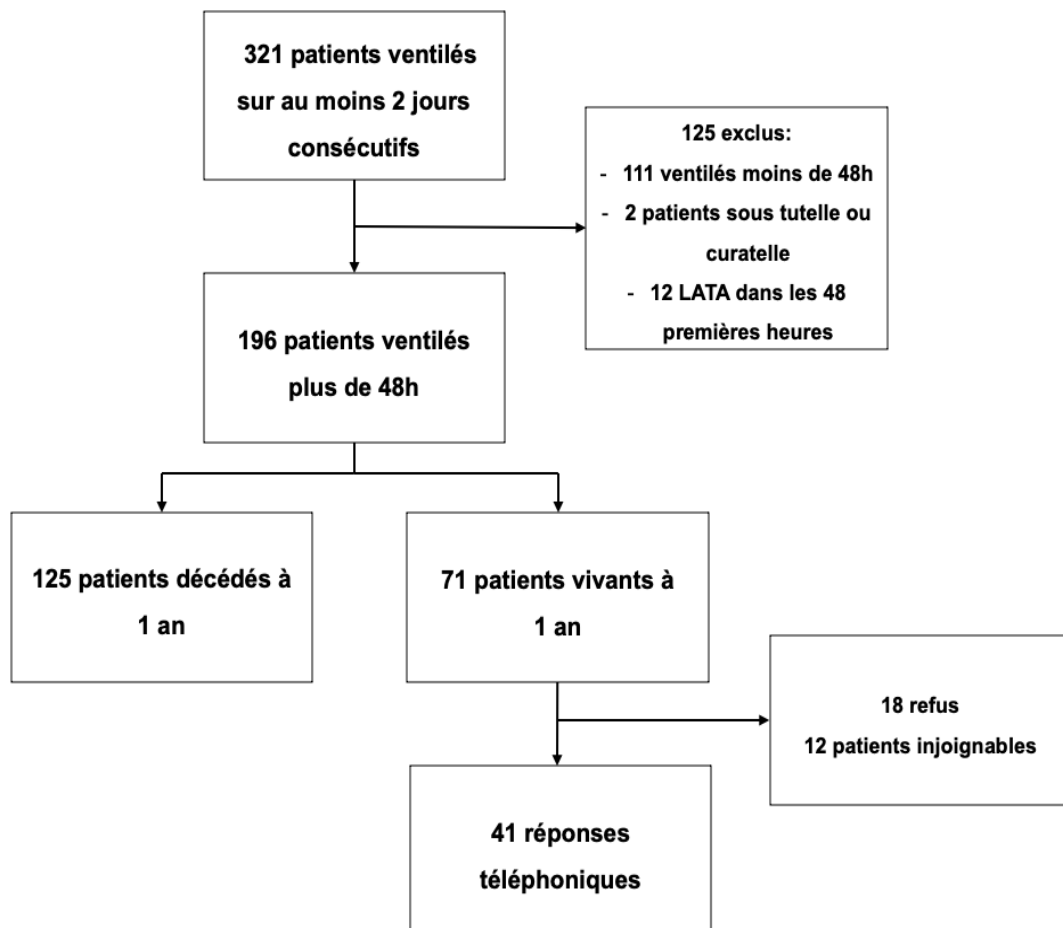 321 patients ventilés
sur au moins 2 jours
consécutifs
125 exclus:
- 111 ventilés moins de 48h
- 2 patients sous tutelle ou
curatelle
- 12 LATA dans les 48
premières heures
196 patients ventilés
plus de 48h
125 patients décédés à
1 an
71 patients vivants à
1 an
18 refus
12 patients injoignables
41 réponses
téléphoniques